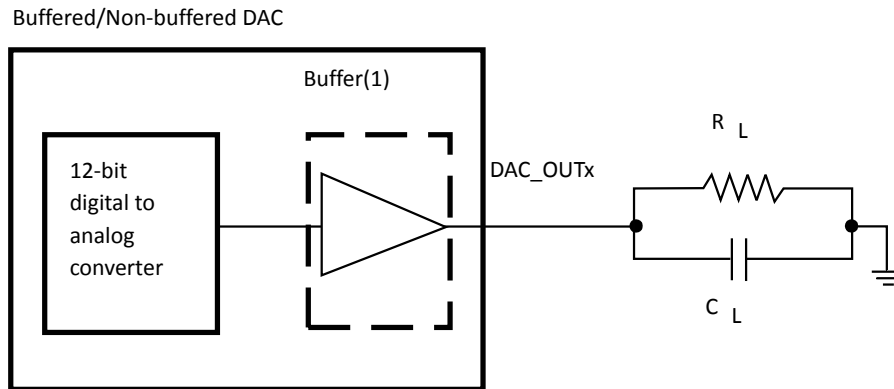 Buffered/Non-buffered DAC
Buffer(1)
12-bit
digital to
analog
converter
DAC_OUTx
R L
C L